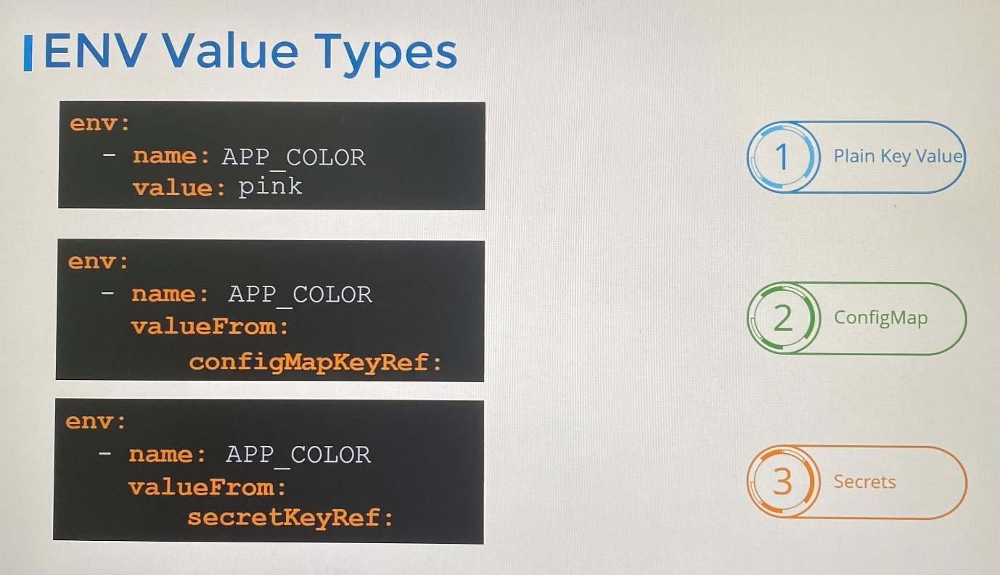 ENV Value Types
env:
- name: APP_COLOR
value: pink
1 Plain Key Value
env:
- name: APP_COLOR
valueFrom:
configMapKeyRef:
2 ConfigMap
env:
- name: APP_COLOR
valueFrom:
secretKeyRef:
3 Secrets